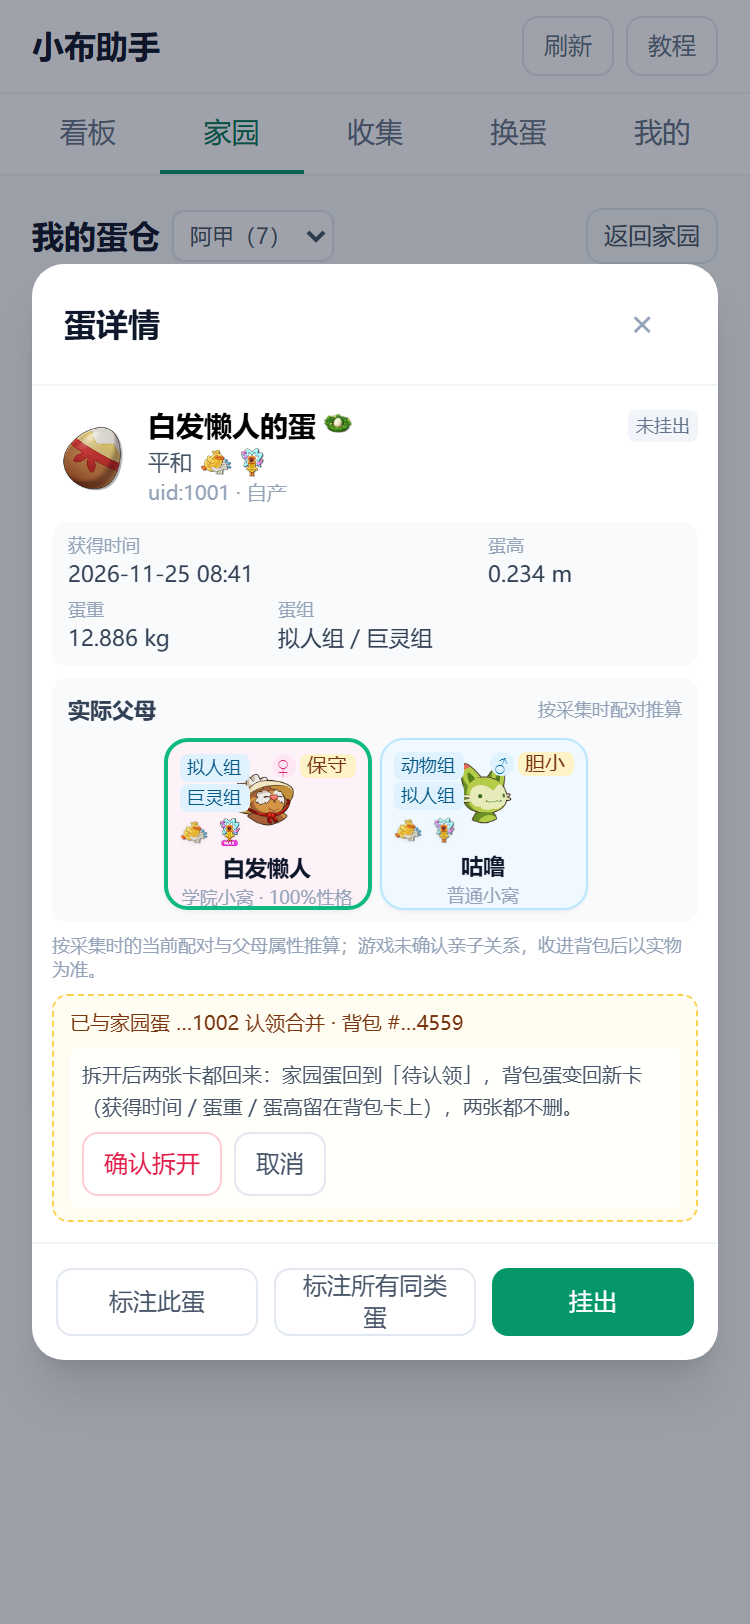 小布助手
刷新
教程
看板
家园
收集
换蛋
我的
我的蛋仓
阿甲（7）
返回家园
蛋详情
×
白发懒人的蛋
未挂出
平和
uid:1001 · 自产
获得时间
蛋高
2026-11-25 08:41
0.234 m
蛋重
蛋组
12.886 kg
拟人组 / 巨灵组
实际父母
按采集时配对推算
拟人组
♀
保守
巨灵组
MAX
白发懒人
学院小窝 · 100%性格
动物组
♂
胆小
拟人组
咕噜
普通小窝
按采集时的当前配对与父母属性推算；游戏未确认亲子关系，收进背包后以实物
为准。
已与家园蛋 …1002 认领合并 · 背包 #…4559
拆开后两张卡都回来：家园蛋回到「待认领」，背包蛋变回新卡
（获得时间 / 蛋重 / 蛋高留在背包卡上），两张都不删。
确认拆开
取消
标注此蛋
标注所有同类
蛋
挂出